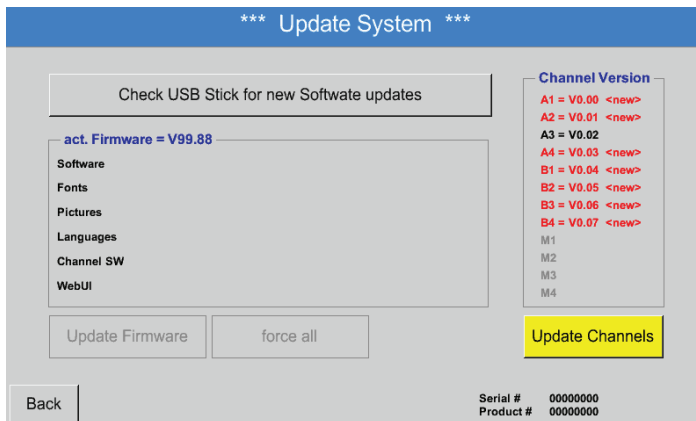 *** Update System ***
Check USB Stick for new Softwate updates
act. Firmware = V99.88
Software
Fonts
Pictures
Languages
Channel SW
WebUI
Update Firmware
force all
Channel Version
A1 = V0.00 <new>
A2 = V0.01 <new>
A3 = V0.02
A4 = V0.03 <new>
B1 = V0.04 <new>
B2 = V0.05 <new>
B3 = V0.06 <new>
B4 = V0.07 <new>
M1
M2
M3
M4
Update Channels
Back
Serial # 00000000
Product # 00000000